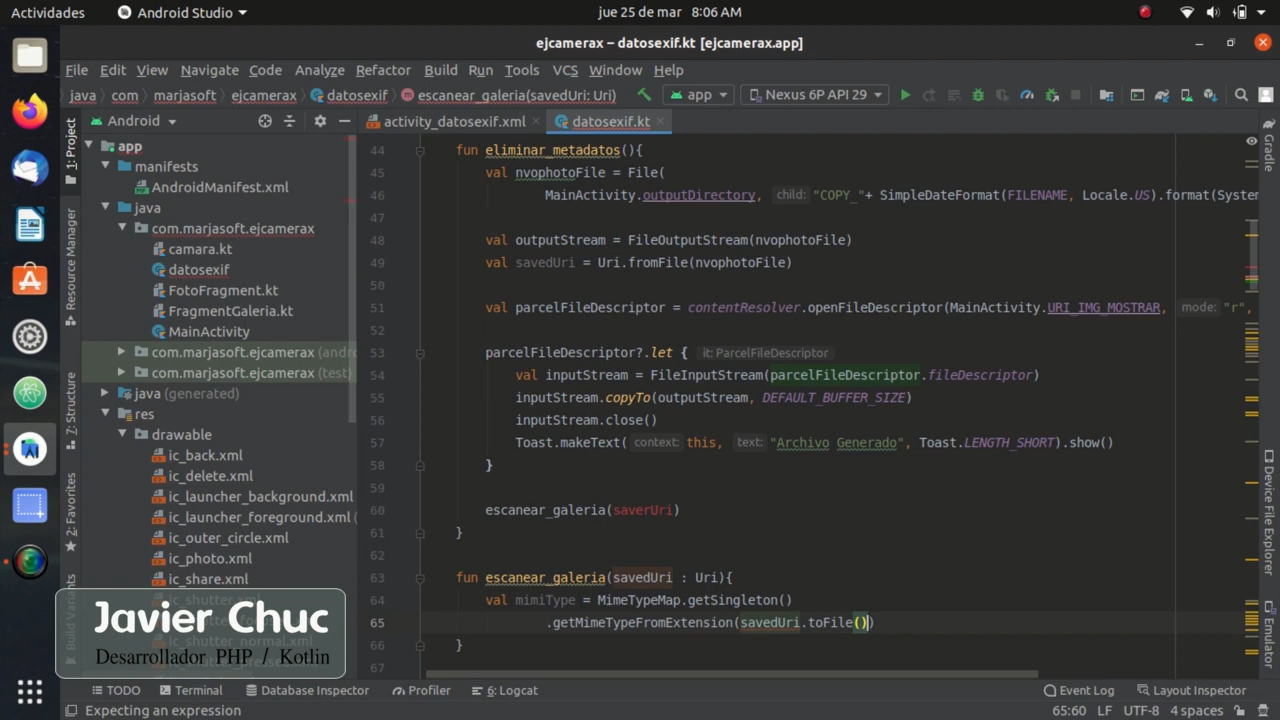 Actividades
Android Studio
jue 25 de mar 8:06 AM
ejcamerax – datosexif.kt [ejcamerax.app]
File Edit View Navigate Code Analyze Refactor Build Run Tools VCS Window Help
java com marjasoft ejcamerax datosexif escanear_galeria(savedUri: Uri) app Nexus 6P API 29
1: Project
Resource Manager
7: Structure
2: Favorites
Build Variants
Android
app
manifests
AndroidManifest.xml
java
com.marjasoft.ejcamerax
camara.kt
datosexif
FotoFragment.kt
FragmentGaleria.kt
MainActivity
com.marjasoft.ejcamerax (andro
com.marjasoft.ejcamerax (test)
java (generated)
res
drawable
ic_back.xml
ic_delete.xml
ic_launcher_background.xml
ic_launcher_foreground.xml
ic_outer_circle.xml
ic_photo.xml
ic_share.xml
activity_datosexif.xml datosexif.kt
44 fun eliminar_metadatos(){
45 val nvophotoFile = File(
46 MainActivity.outputDirectory, child: "COPY_"+ SimpleDateFormat(FILENAME, Locale.US).format(System
47
48 val outputStream = FileOutputStream(nvophotoFile)
49 val savedUri = Uri.fromFile(nvophotoFile)
50
51 val parcelFileDescriptor = contentResolver.openFileDescriptor(MainActivity.URI_IMG_MOSTRAR, mode: "r",
52
53 parcelFileDescriptor?.let { it: ParcelFileDescriptor
54 val inputStream = FileInputStream(parcelFileDescriptor.fileDescriptor)
55 inputStream.copyTo(outputStream, DEFAULT_BUFFER_SIZE)
56 inputStream.close()
57 Toast.makeText( context: this, text: "Archivo Generado", Toast.LENGTH_SHORT).show()
58 }
59
60 escanear_galeria(saverUri)
61 }
62
63 fun escanear_galeria(savedUri : Uri){
64 val mimiType = MimeTypeMap.getSingleton()
65 .getMimeTypeFromExtension(savedUri.toFile())
66 }
67
Gradle
Device File Explorer
Emulator
Javier Chuc
Desarrollador PHP / Kotlin
TODO Terminal Database Inspector Profiler 6: Logcat Event Log Layout Inspector
Expecting an expression 65:60 LF UTF-8 4 spaces